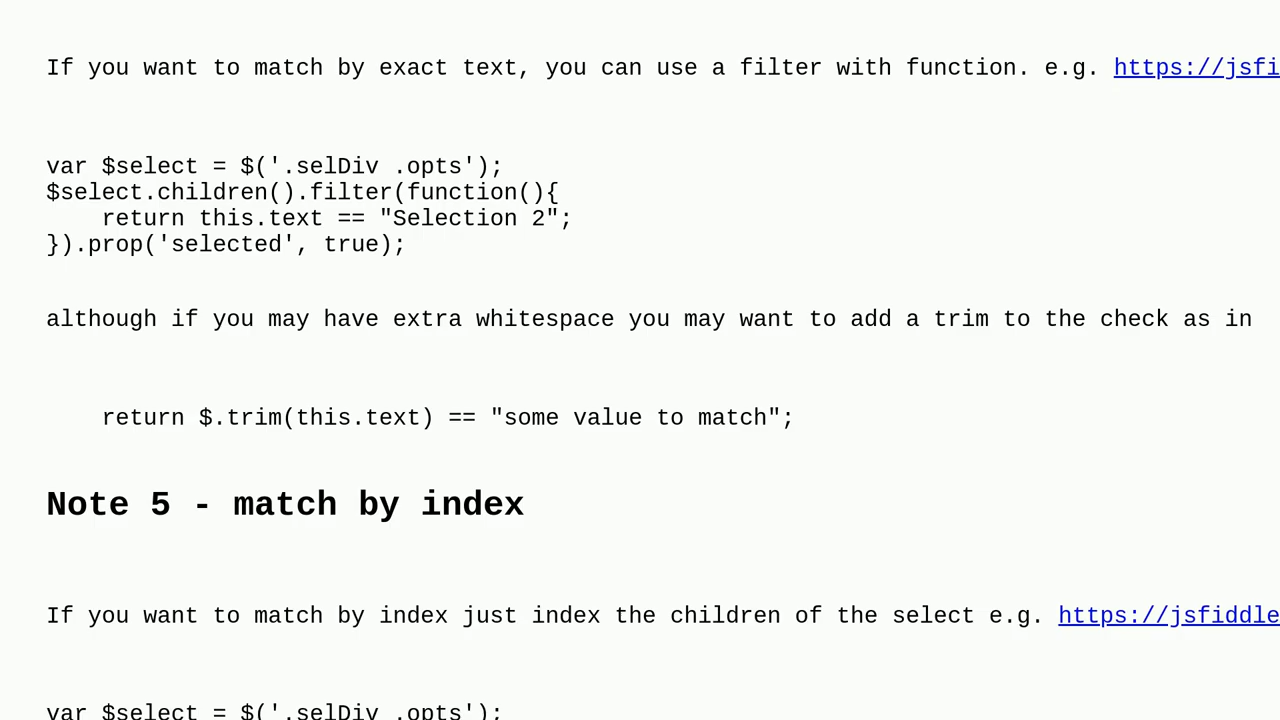 If you want to match by exact text, you can use a filter with function. e.g. https://jsfi
var $select = $('.selDiv .opts');
$select.children().filter(function(){
    return this.text == "Selection 2";
}).prop('selected', true);
although if you may have extra whitespace you may want to add a trim to the check as in
    return $.trim(this.text) == "some value to match";
Note 5 - match by index
If you want to match by index just index the children of the select e.g. https://jsfiddle
var $select = $('.selDiv .opts');